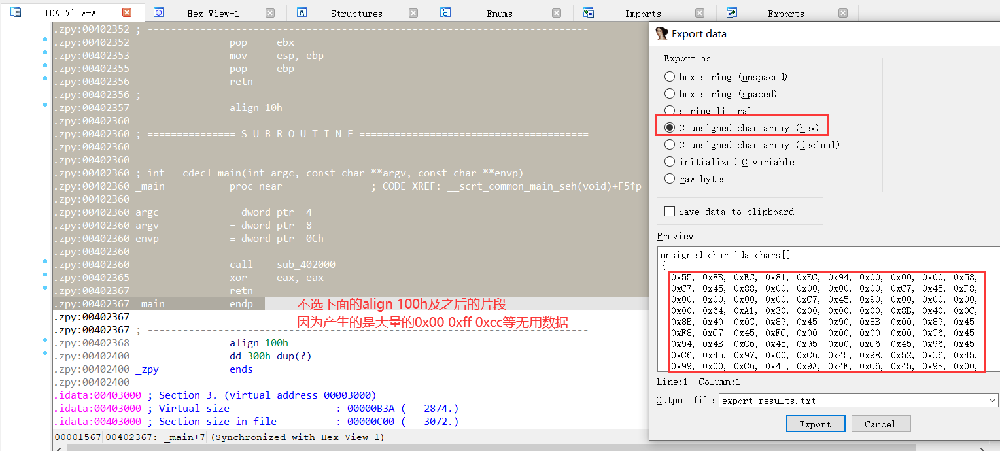 IDA View-A
Hex View-1
Structures
Enums
Imports
Exports
.zpy:00402352 ; ---------------------------------------------------------------------------
.zpy:00402352 pop ebx
.zpy:00402353 mov esp, ebp
.zpy:00402355 pop ebp
.zpy:00402356 retn
.zpy:00402356 ; ---------------------------------------------------------------------------
.zpy:00402357 align 10h
.zpy:00402360
.zpy:00402360 ; =============== S U B R O U T I N E =======================================
.zpy:00402360
.zpy:00402360
.zpy:00402360 ; int __cdecl main(int argc, const char **argv, const char **envp)
.zpy:00402360 _main proc near ; CODE XREF: __scrt_common_main_seh(void)+F5↑p
.zpy:00402360
.zpy:00402360 argc = dword ptr 4
.zpy:00402360 argv = dword ptr 8
.zpy:00402360 envp = dword ptr 0Ch
.zpy:00402360
.zpy:00402360 call sub_402000
.zpy:00402365 xor eax, eax
.zpy:00402367 retn
.zpy:00402367 _main endp
不选下面的align 100h及之后的片段
.zpy:00402367
因为产生的是大量的0x00 0xff 0xcc等无用数据
.zpy:00402367 ; ---------------------------------------------------------------------------
.zpy:00402368 align 100h
.zpy:00402400 dd 300h dup(?)
.zpy:00402400 _zpy ends
.zpy:00402400
.idata:00403000 ; Section 3. (virtual address 00003000)
.idata:00403000 ; Virtual size : 00000B3A ( 2874.)
.idata:00403000 ; Section size in file : 00000C00 ( 3072.)
00001567 00402367: _main+7 (Synchronized with Hex View-1)
Export data
Export as
hex string (unspaced)
hex string (spaced)
string literal
C unsigned char array (hex)
C unsigned char array (decimal)
initialized C variable
raw bytes
Save data to clipboard
Preview
unsigned char ida_chars[] =
{
0x55, 0x8B, 0xEC, 0x81, 0xEC, 0x94, 0x00, 0x00, 0x00, 0x53,
0xC7, 0x45, 0x88, 0x00, 0x00, 0x00, 0x00, 0xC7, 0x45, 0xF8,
0x00, 0x00, 0x00, 0x00, 0xC7, 0x45, 0x90, 0x00, 0x00, 0x00,
0x00, 0x64, 0xA1, 0x30, 0x00, 0x00, 0x00, 0x8B, 0x40, 0x0C,
0x8B, 0x40, 0x0C, 0x89, 0x45, 0x90, 0x8B, 0x00, 0x89, 0x45,
0xF8, 0xC7, 0x45, 0xFC, 0x00, 0x00, 0x00, 0x00, 0xC6, 0x45,
0x94, 0x4B, 0xC6, 0x45, 0x95, 0x00, 0xC6, 0x45, 0x96, 0x45,
0xC6, 0x45, 0x97, 0x00, 0xC6, 0x45, 0x98, 0x52, 0xC6, 0x45,
0x99, 0x00, 0xC6, 0x45, 0x9A, 0x4E, 0xC6, 0x45, 0x9B, 0x00,
Line:1 Column:1
Output file export_results.txt
Export
Cancel